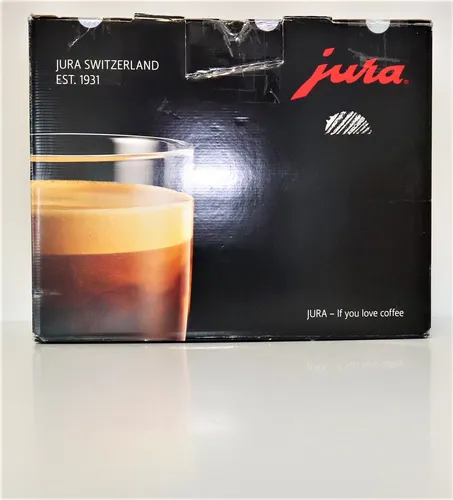 JURA SWITZERLAND
EST. 1931
jura®
JURA – If you love coffee